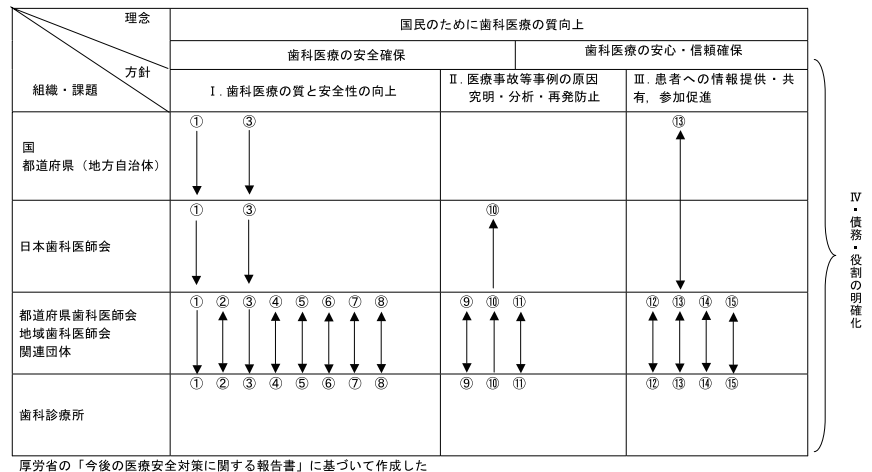 理念
国民のために歯科医療の質向上
方針
歯科医療の安全確保
歯科医療の安心・信頼確保
組織・課題
Ⅰ.歯科医療の質と安全性の向上
Ⅱ.医療事故等事例の原因
究明・分析・再発防止
Ⅲ.患者への情報提供・共
有,参加促進
国
都道府県（地方自治体）
① ③ ⑬
日本歯科医師会
① ③ ⑩
都道府県歯科医師会
地域歯科医師会
関連団体
① ② ③ ④ ⑤ ⑥ ⑦ ⑧ ⑨ ⑩ ⑪ ⑫ ⑬ ⑭ ⑮
歯科診療所
① ② ③ ④ ⑤ ⑥ ⑦ ⑧ ⑨ ⑩ ⑪ ⑫ ⑬ ⑭ ⑮
Ⅳ・債務・役割の明確化
厚労省の「今後の医療安全対策に関する報告書」に基づいて作成した